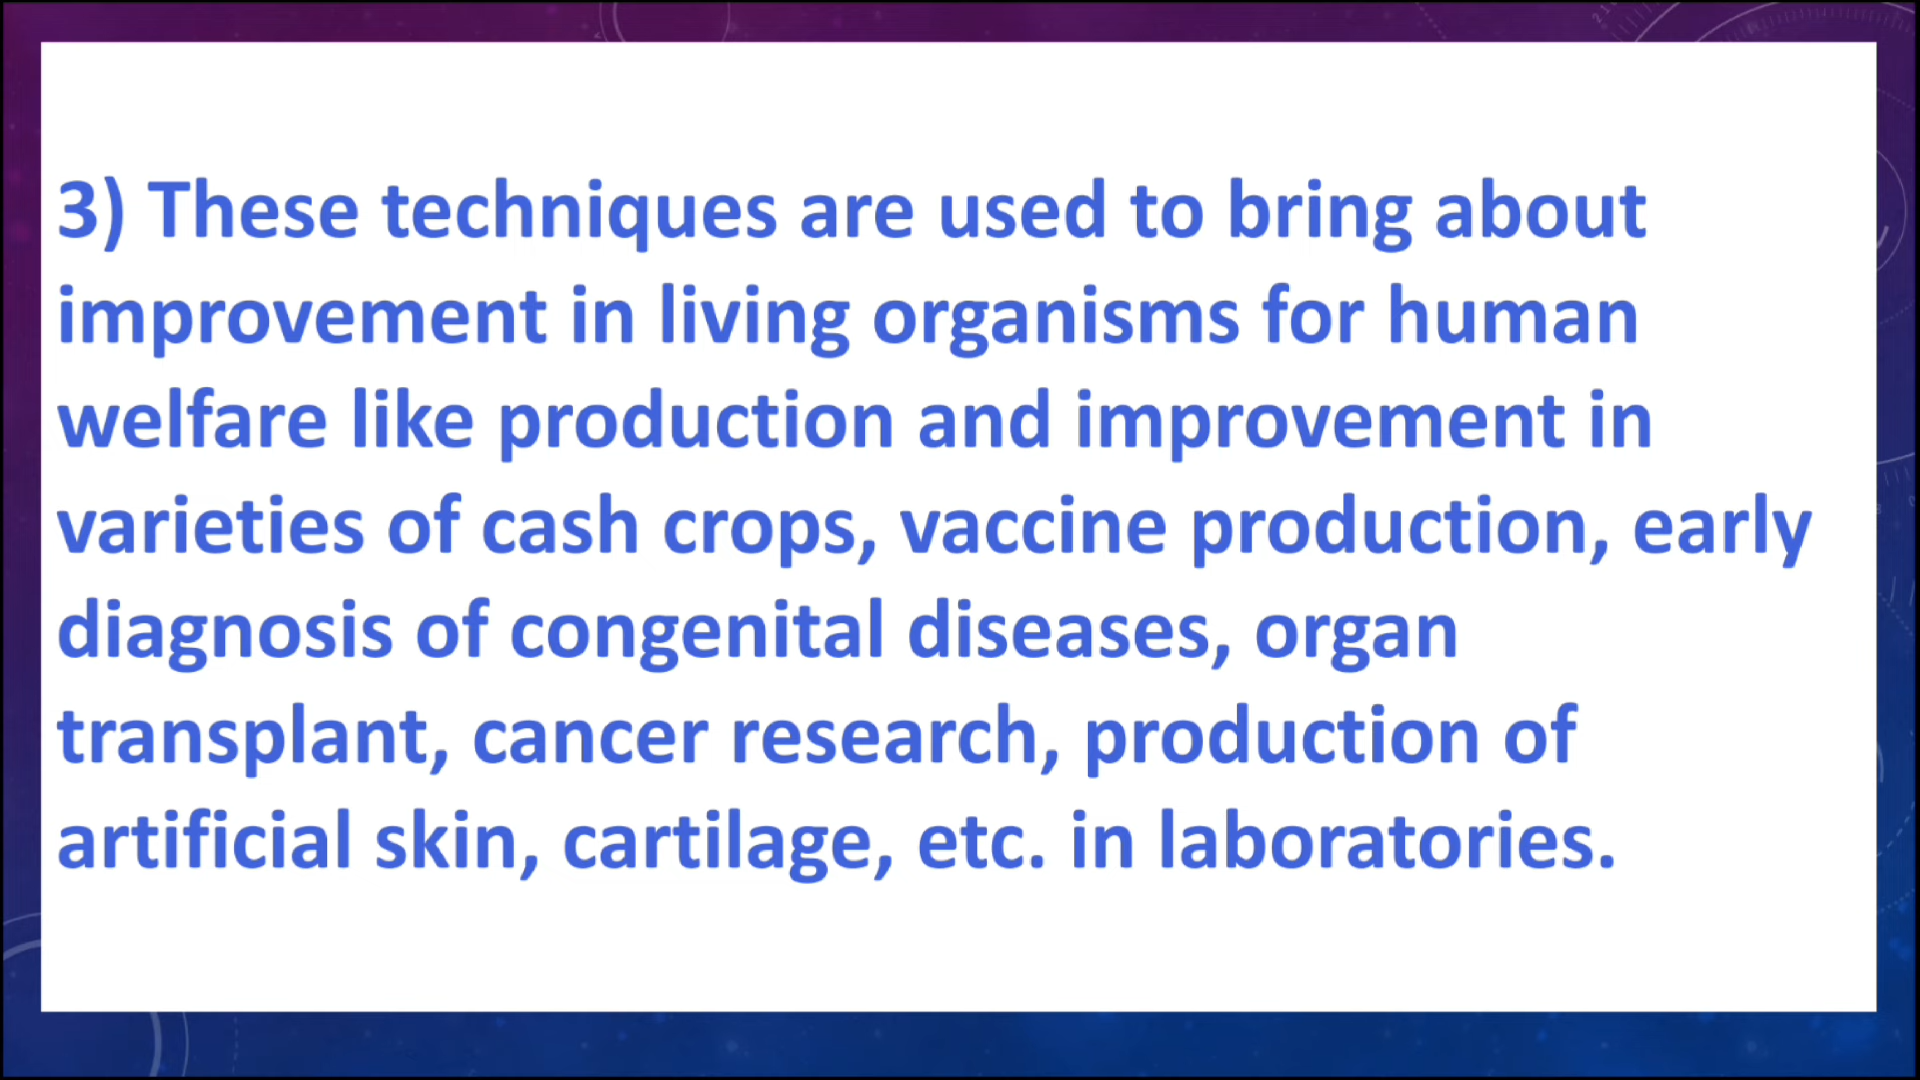 3) These techniques are used to bring about
improvement in living organisms for human
welfare like production and improvement in
varieties of cash crops, vaccine production, early
diagnosis of congenital diseases, organ
transplant, cancer research, production of
artificial skin, cartilage, etc. in laboratories.